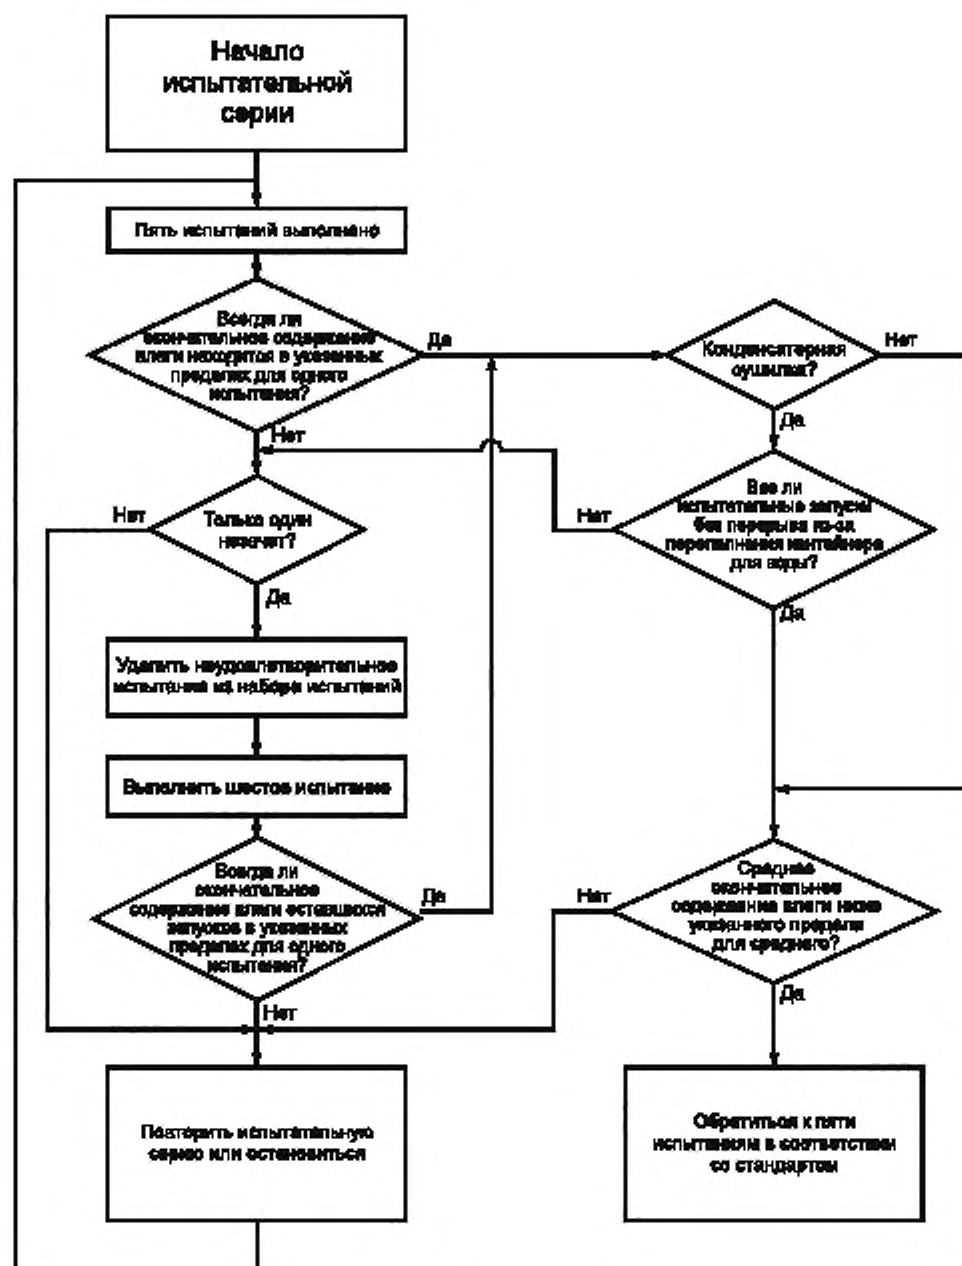 Начало
испытательной
серии
Пять испытаний выполнено
Всегда ли
окончательное содержание
влаги находится в указанных
пределах для одного
испытания?
Да
Нет
Конденсаторная
сушилка?
Нет
Да
Только один
незачет?
Нет
Да
Все ли
испытательные запуски
без перерыва из-за
переполнения контейнера
для воды?
Нет
Да
Удалить неудовлетворительное
испытание из набора испытаний
Выполнить шестое испытание
Всегда ли
окончательное
содержание влаги оставшихся
запусков в указанных
пределах для одного
испытания?
Да
Нет
Среднее
окончательное
содержание влаги ниже
указанного предела
для среднего?
Нет
Да
Повторить испытательную
серию или остановиться
Обратиться к пяти
испытаниям в соответствии
со стандартом